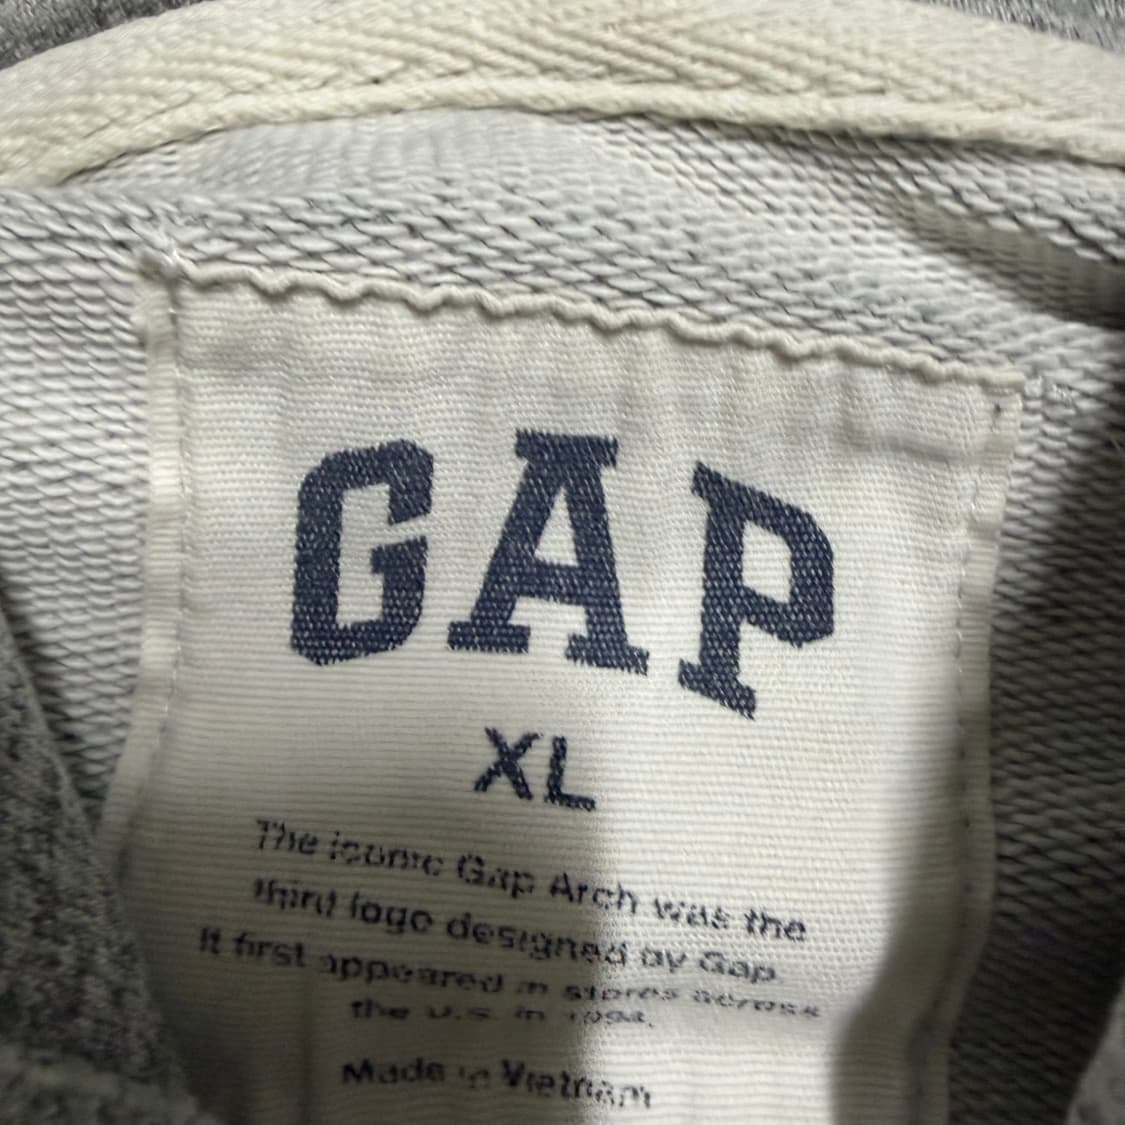 GAP
XL
The iconic Gap Arch was the
third logo designed by Gap
It first appeared in stores across
the U.S. in 1994.
Made in Vietnam